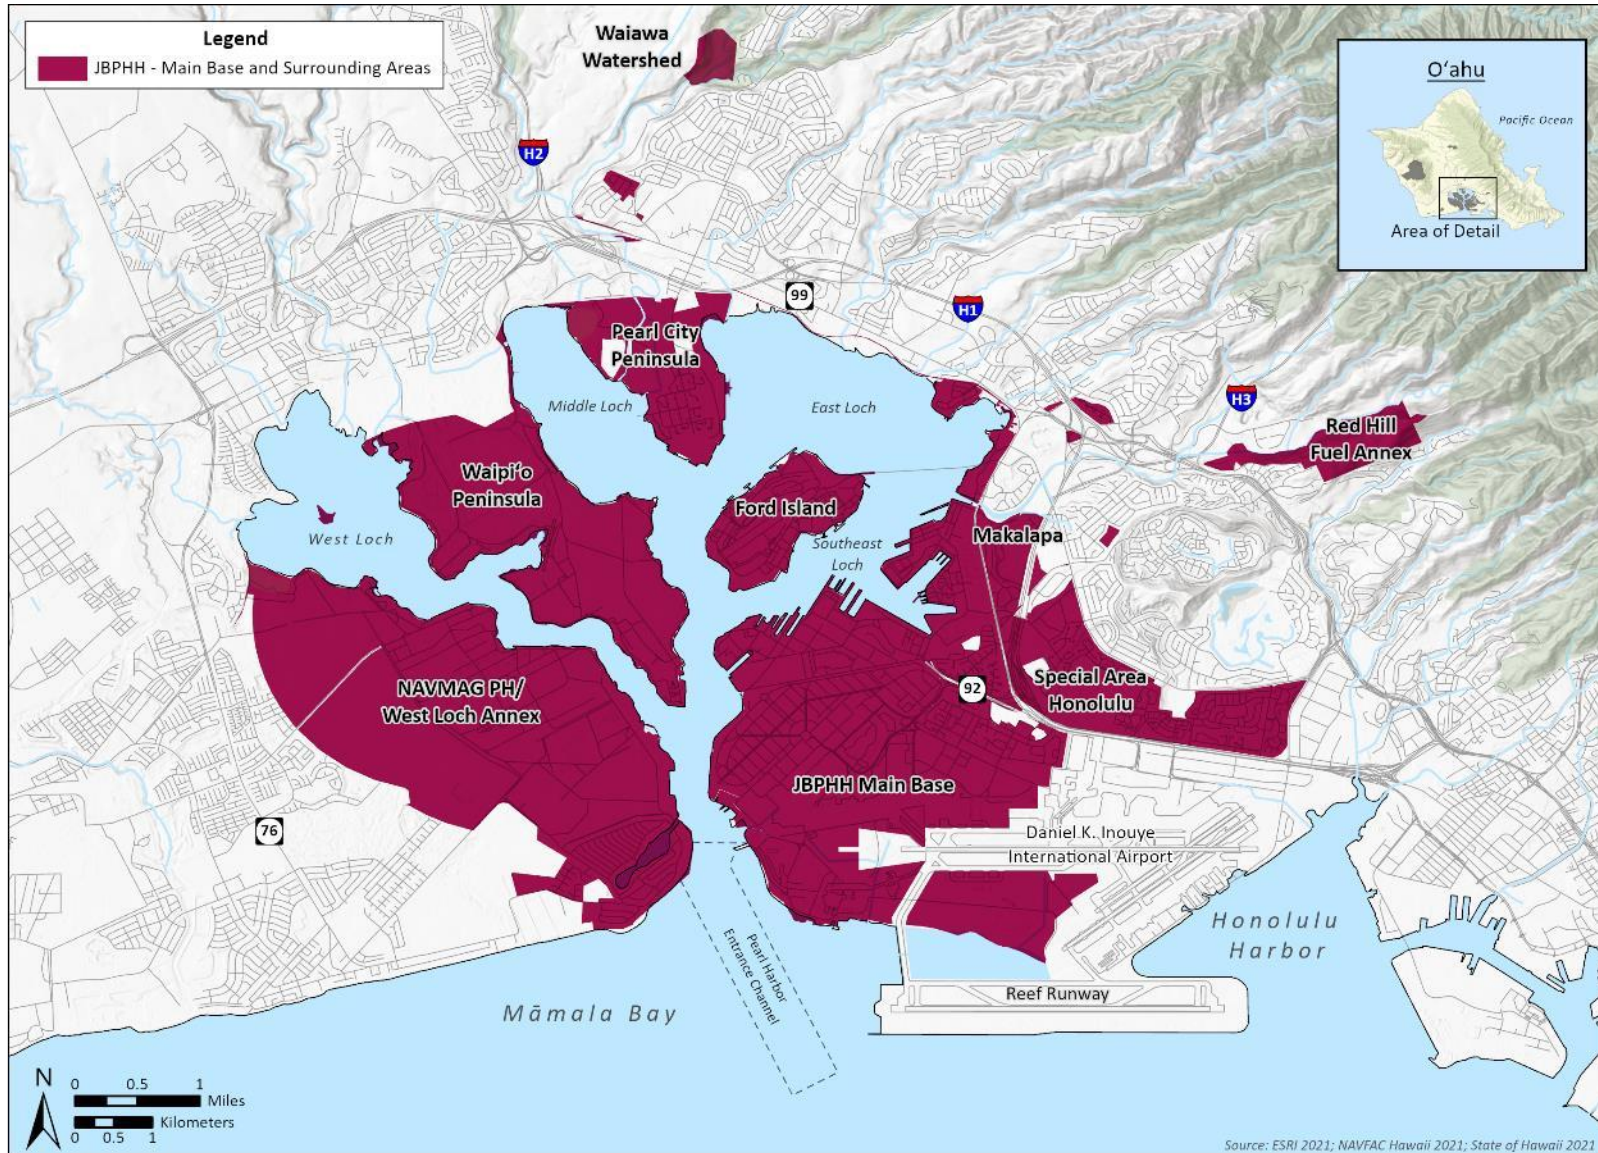 Legend
JBPHH - Main Base and Surrounding Areas
Waiawa
Watershed
O'ahu
Pacific Ocean
Area of Detail
H2
99
H1
H3
Pearl City
Peninsula
Middle Loch
East Loch
Red Hill
Fuel Annex
Waipi'o
Peninsula
Ford Island
West Loch
Southeast
Loch
Makalapa
NAVMAG PH/
West Loch Annex
92
Special Area
Honolulu
JBPHH Main Base
76
Daniel K. Inouye
International Airport
Honolulu
Harbor
Pearl Harbor
Entrance Channel
Reef Runway
Māmala Bay
N
0 0.5 1
Miles
Kilometers
0 0.5 1
Source: ESRI 2021; NAVFAC Hawaii 2021; State of Hawaii 2021